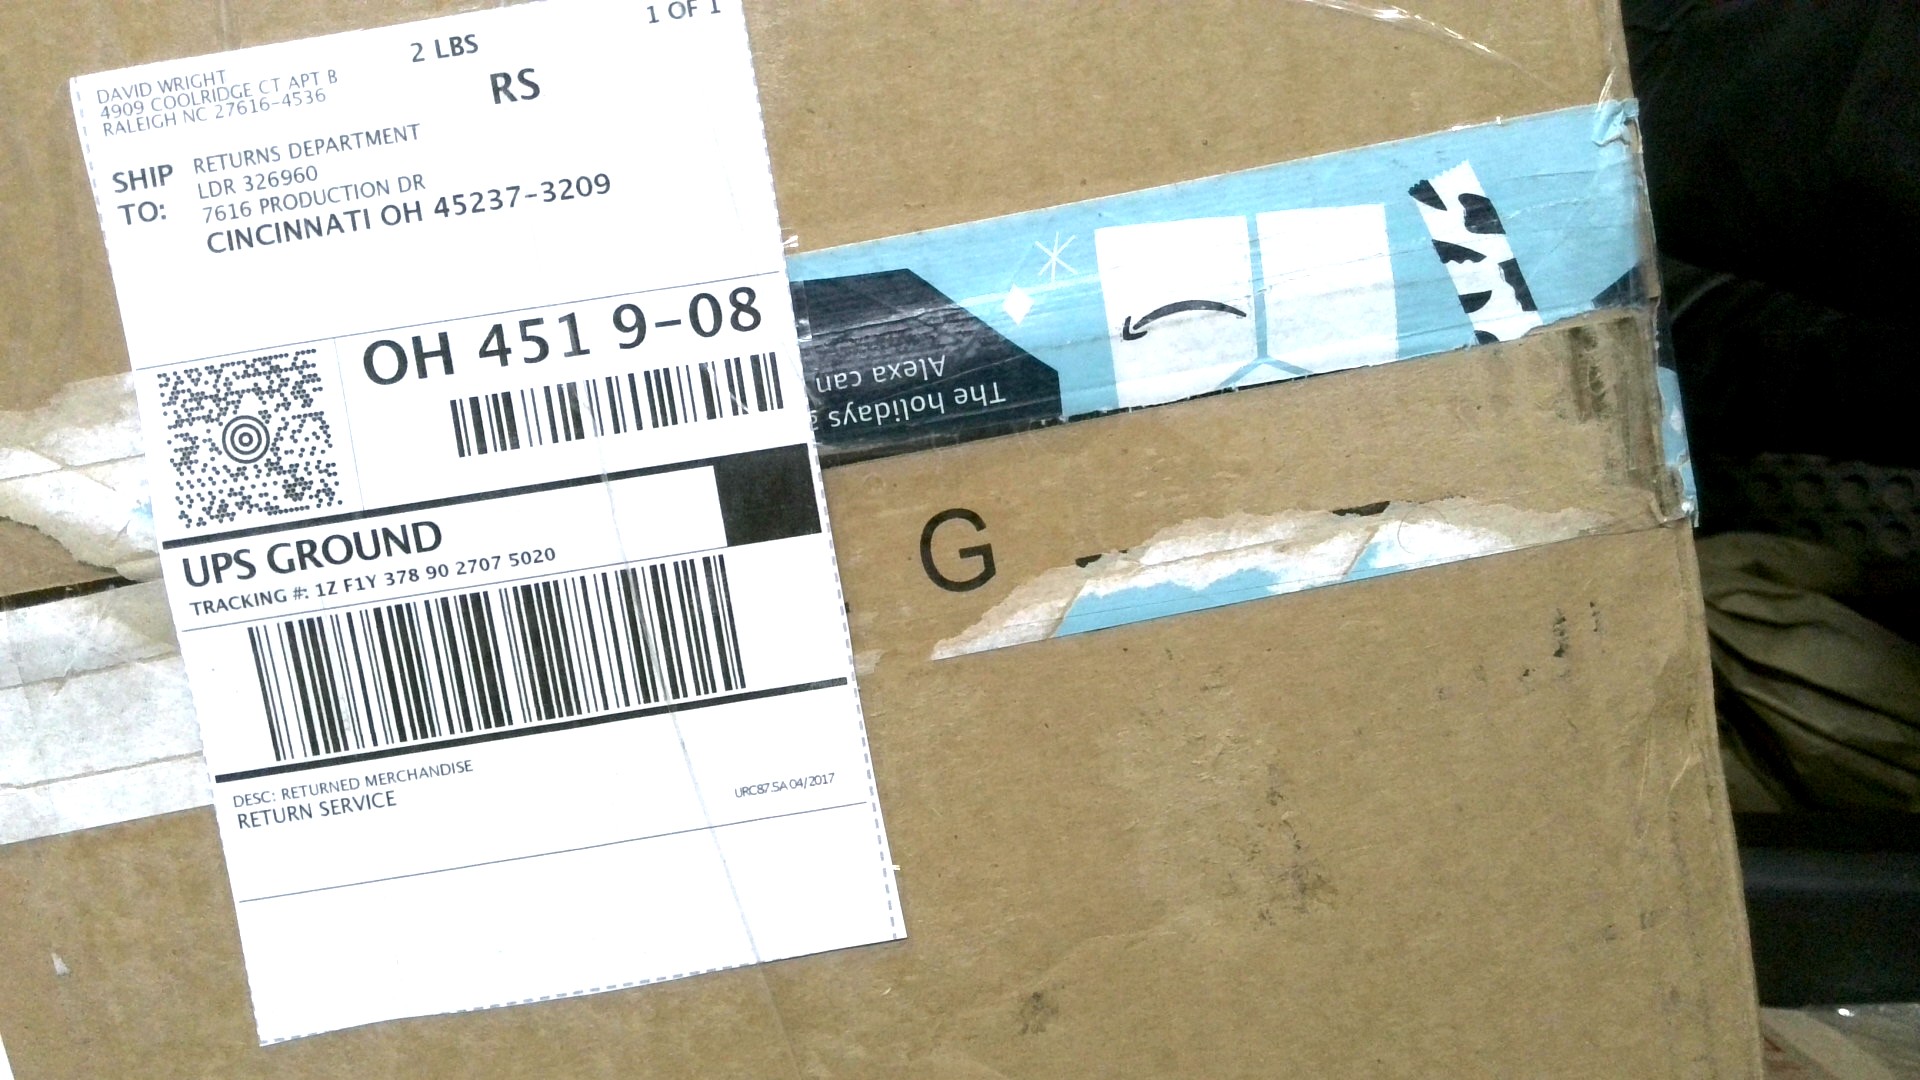 1 OF 1
2 LBS
RS
DAVID WRIGHT
4909 COOLRIDGE CT APT B
RALEIGH NC 27616-4536
SHIP TO:
RETURNS DEPARTMENT
LDR 326960
7616 PRODUCTION DR
CINCINNATI OH 45237-3209
OH 451 9-08
UPS GROUND
TRACKING #: 1Z F1Y 378 90 2707 5020
DESC: RETURNED MERCHANDISE
RETURN SERVICE
URC87.5A 04/2017
The holidays
Alexa can
G